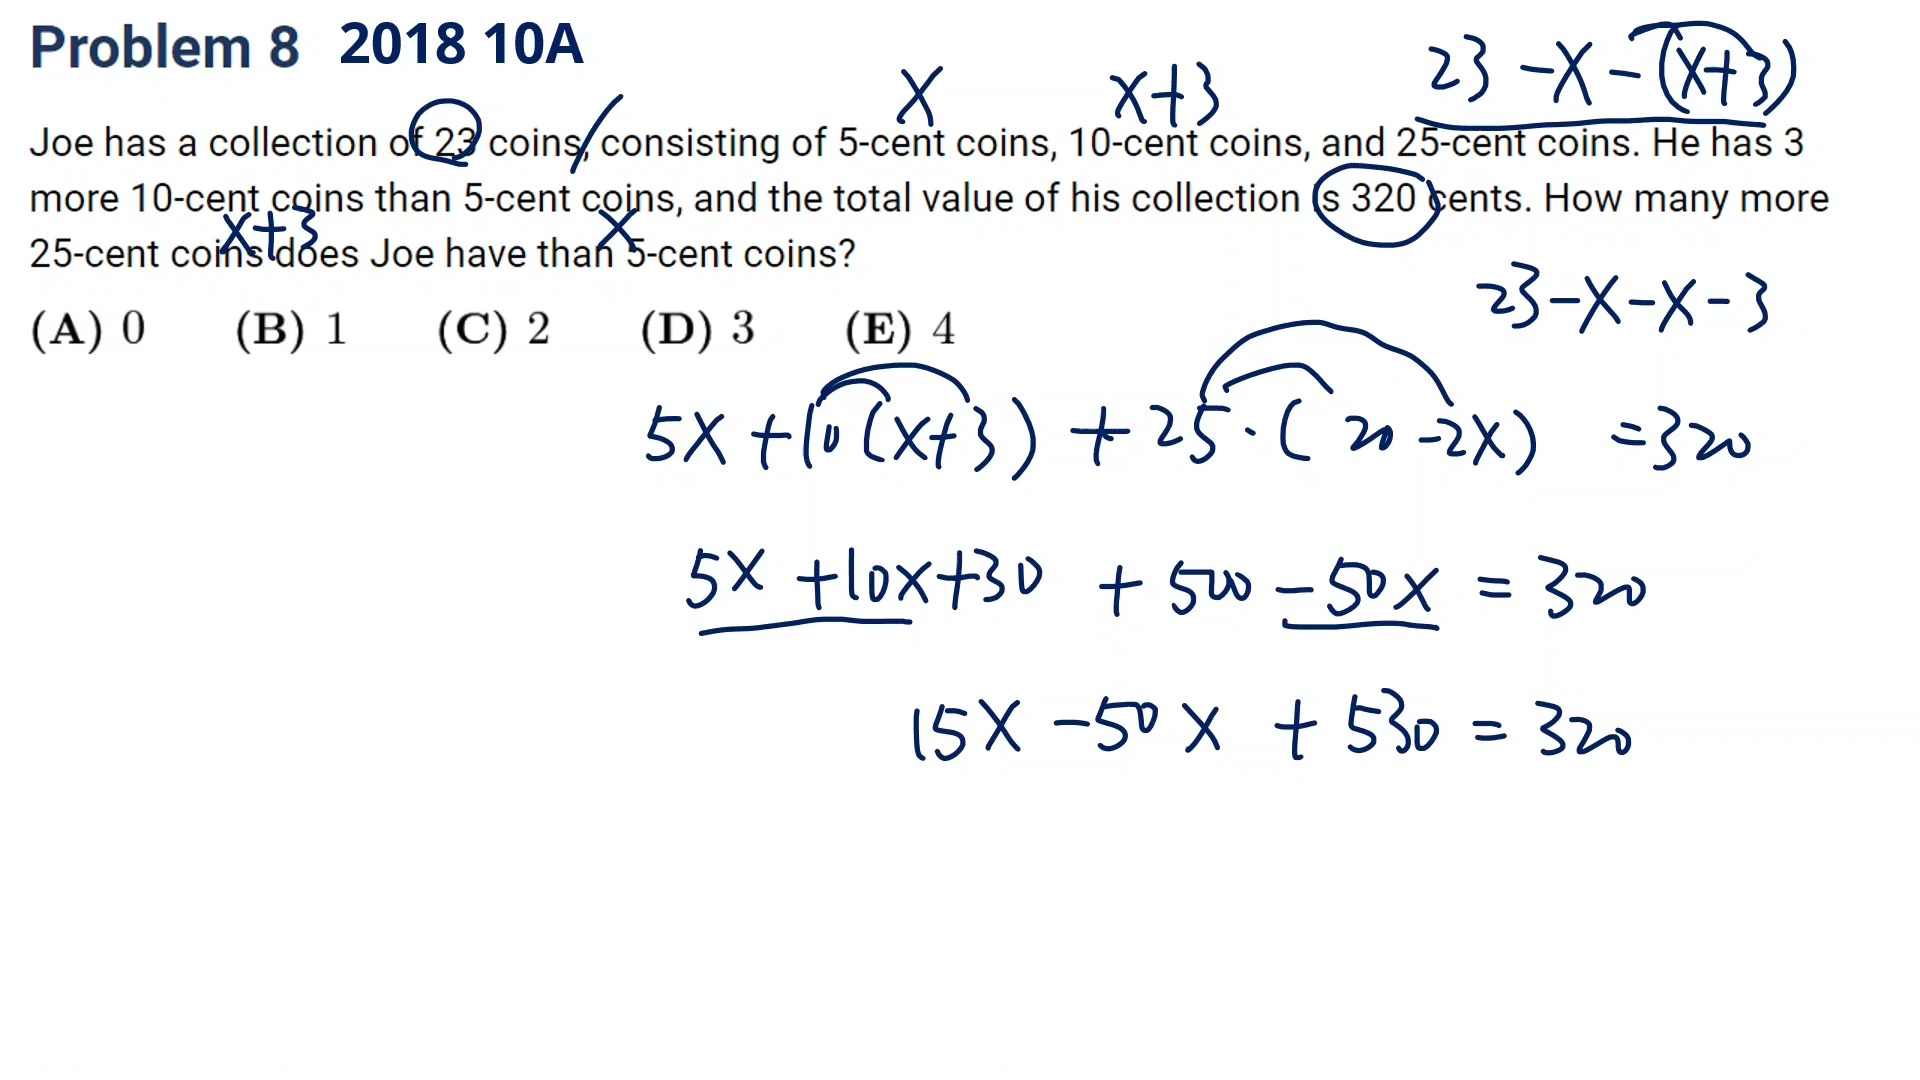 Problem 8 2018 10A
x x+3 23 -x -(x+3)
Joe has a collection of 23 coins, consisting of 5-cent coins, 10-cent coins, and 25-cent coins. He has 3
more 10-cent coins than 5-cent coins, and the total value of his collection is 320 cents. How many more
x+3 x
25-cent coins does Joe have than 5-cent coins?
23-x-x-3
(A) 0 (B) 1 (C) 2 (D) 3 (E) 4
5x +10(x+3) + 25·(20-2x) =320
5x +10x+30 + 500 -50x = 320
15x -50x + 530 = 320